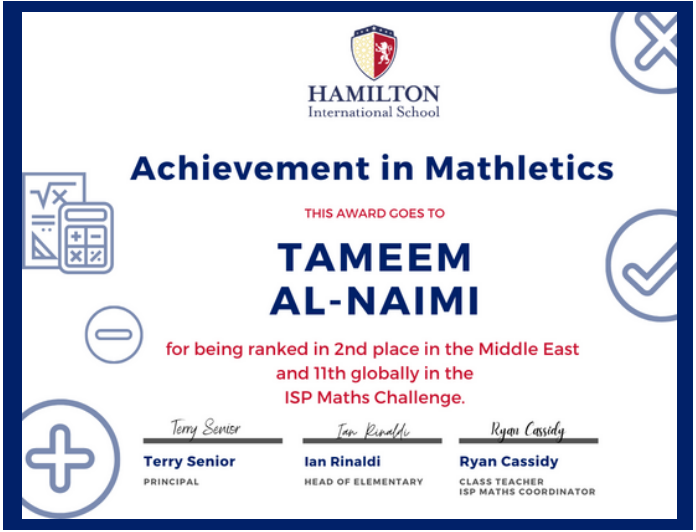 HAMILTON
International School
Achievement in Mathletics
THIS AWARD GOES TO
TAMEEM
AL-NAIMI
for being ranked in 2nd place in the Middle East
and 11th globally in the
ISP Maths Challenge.
Terry Senior
Ian Rinaldi
Ryan Cassidy
Terry Senior
Ian Rinaldi
Ryan Cassidy
PRINCIPAL
HEAD OF ELEMENTARY
CLASS TEACHER
ISP MATHS COORDINATOR